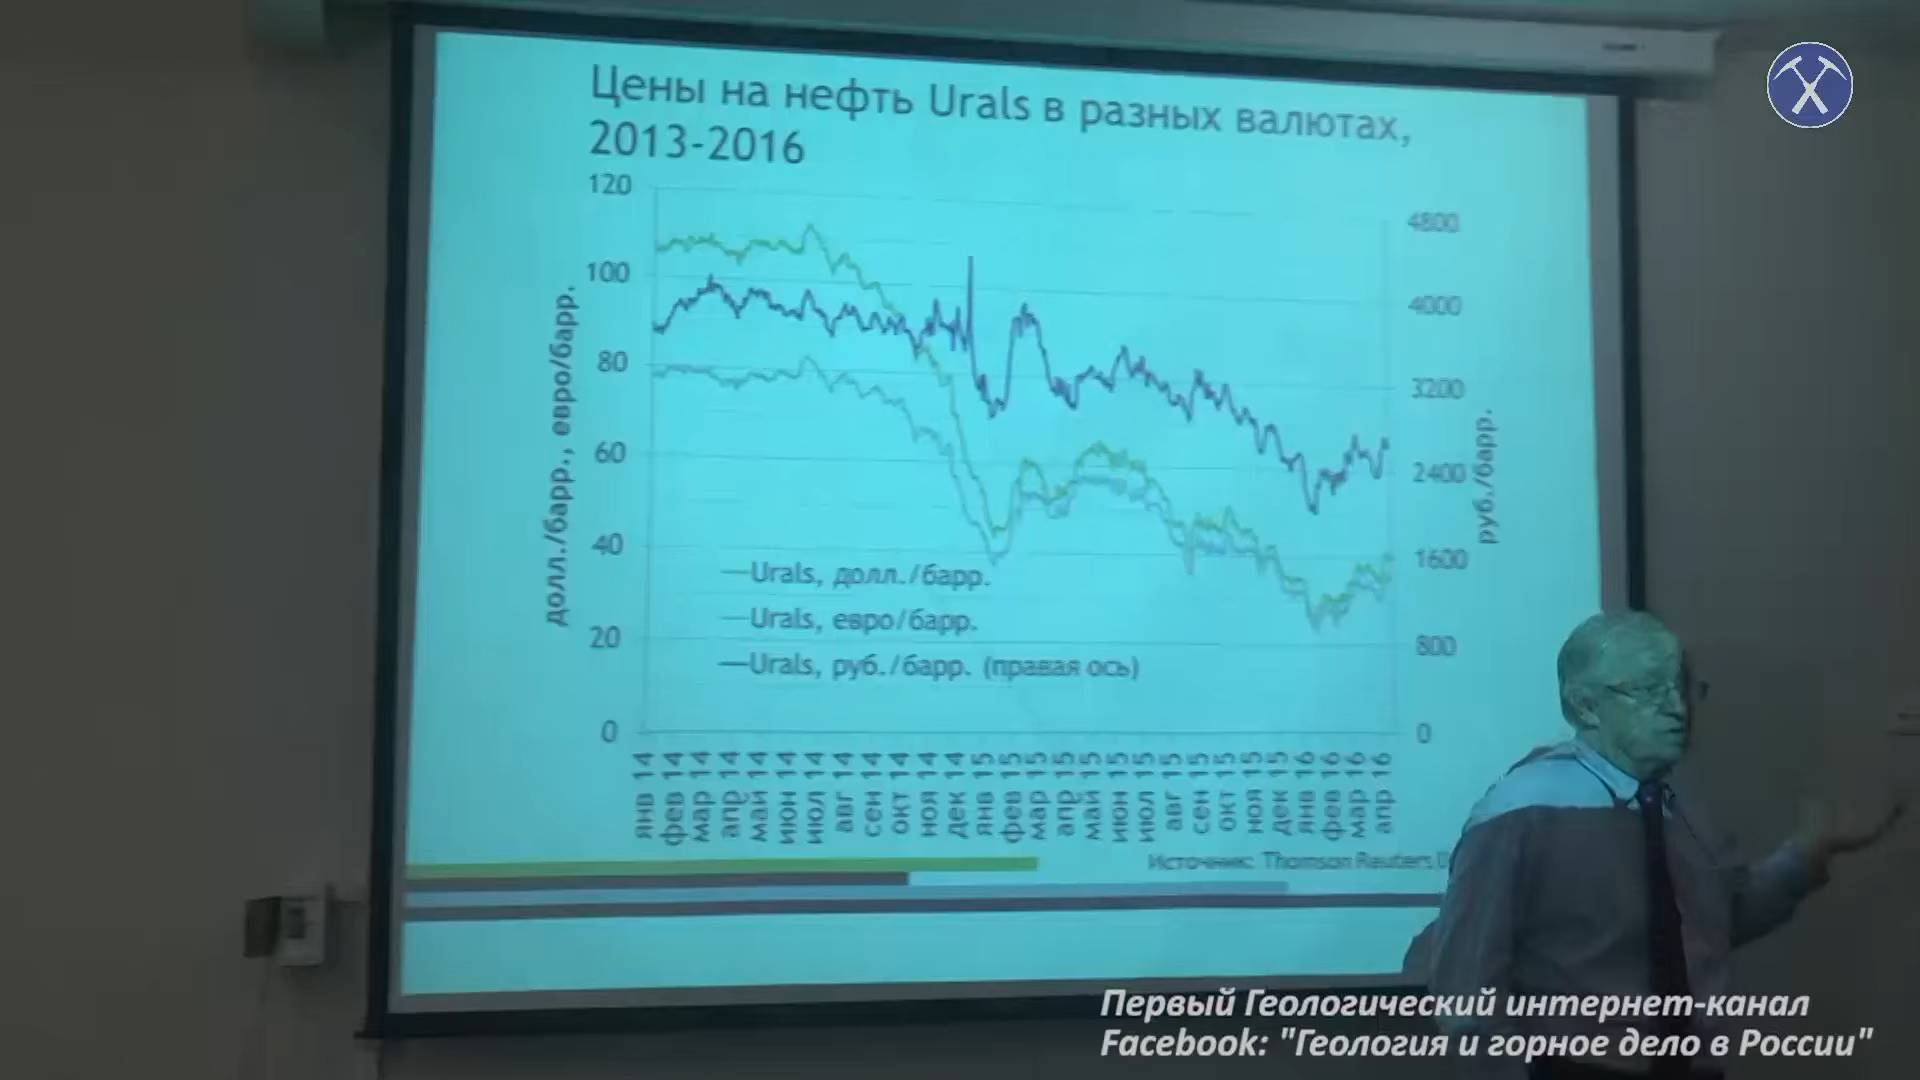 Цены на нефть Urals в разных валютах,
2013-2016
120
100
80
60
40
20
0
долл./барр., евро/барр.
4800
4000
3200
2400
1600
800
0
руб./барр.
Urals, долл./барр.
Urals, евро/барр.
Urals, руб./барр. (правая ось)
янв 14
фев 14
мар 14
апр 14
май 14
июн 14
июл 14
авг 14
сен 14
окт 14
ноя 14
дек 14
янв 15
фев 15
мар 15
апр 15
май 15
июн 15
июл 15
авг 15
сен 15
окт 15
ноя 15
дек 15
янв 16
фев 16
мар 16
апр 16
Источник: Thomson Reuters
Первый Геологический интернет-канал
Facebook: "Геология и горное дело в России"